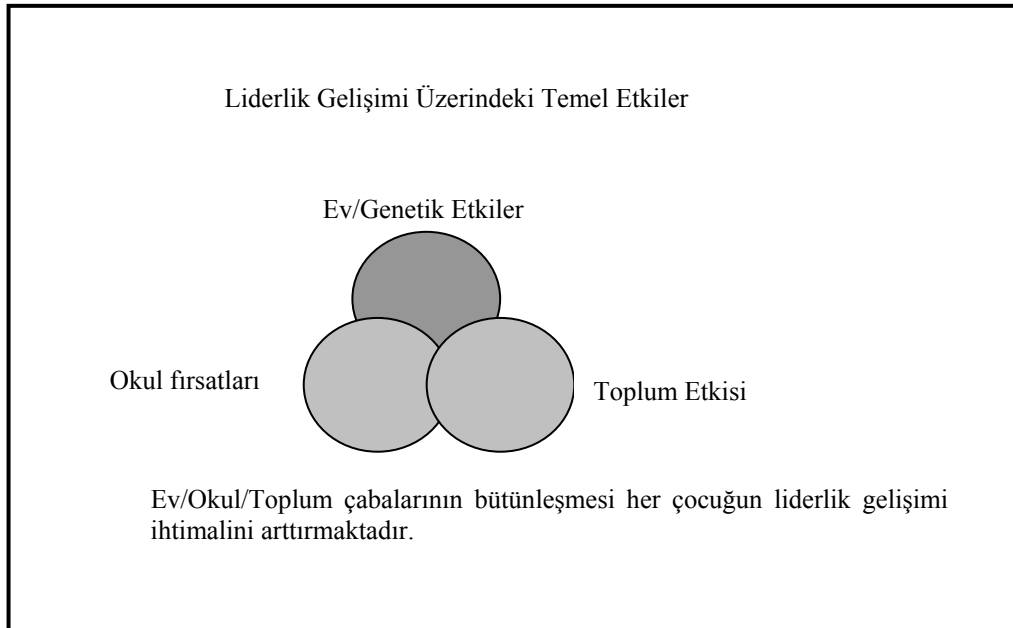 Liderlik Gelişimi Üzerindeki Temel Etkiler
Ev/Genetik Etkiler
Okul fırsatları
Toplum Etkisi
Ev/Okul/Toplum çabalarının bütünleşmesi her çocuğun liderlik gelişimi
ihtimalini arttırmaktadır.